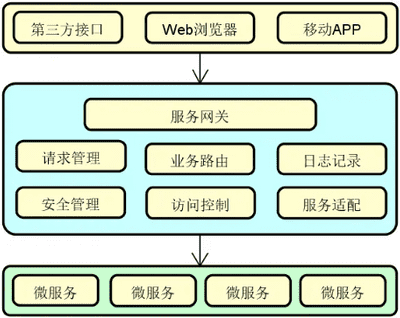 第三方接口 Web浏览器 移动APP
服务网关
请求管理 业务路由 日志记录
安全管理 访问控制 服务适配
微服务 微服务 微服务 微服务